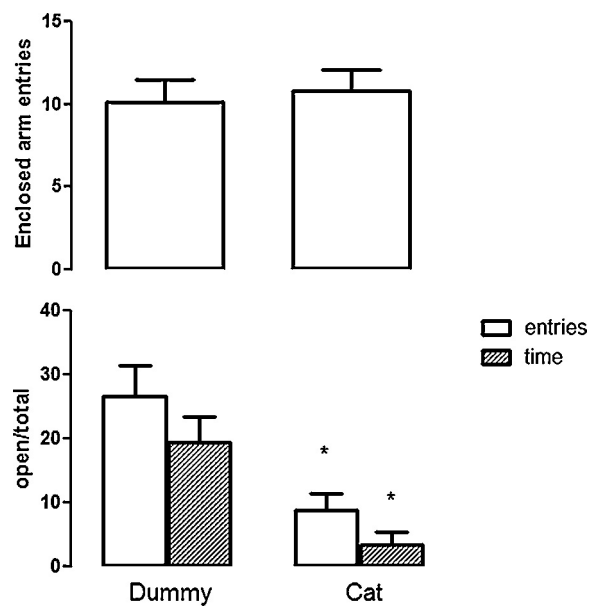 Enclosed arm entries
15
10
5
0
open/total
40
30
20
10
0
*
*
Dummy
Cat
entries
time